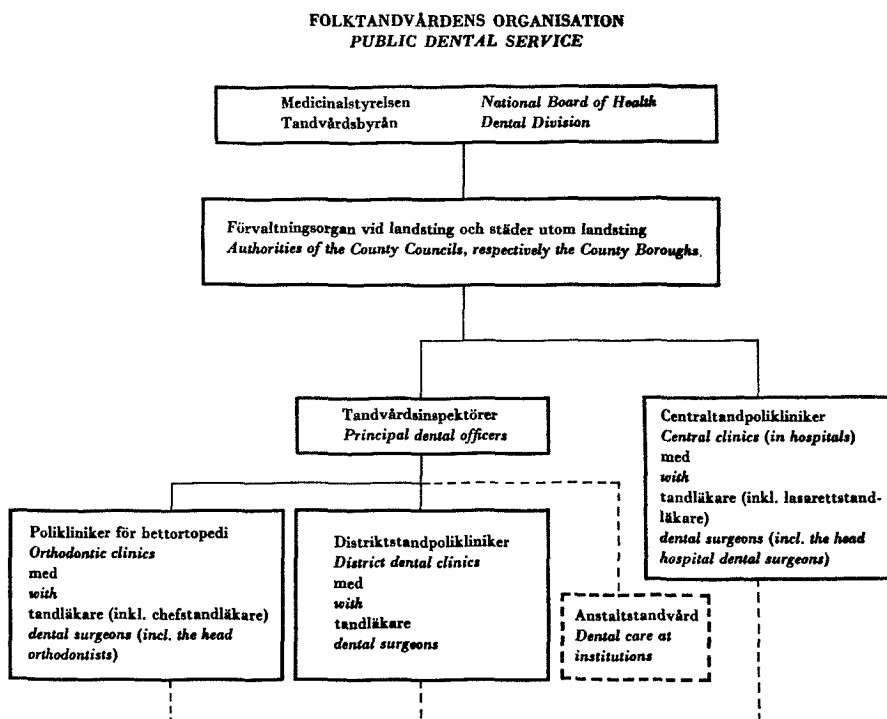 FOLKTANDVÅRDENS ORGANISATION
PUBLIC DENTAL SERVICE
Medicinalstyrelsen National Board of Health
Tandvårdsbyrån Dental Division
Förvaltningsorgan vid landsting och städer utom landsting
Authorities of the County Councils, respectively the County Boroughs.
Tandvårdsinspektörer
Principal dental officers
Centraltandpolikliniker
Central clinics (in hospitals)
med
with
tandläkare (inkl. lasarettstand-
läkare)
dental surgeons (incl. the head
hospital dental surgeons)
Polikliniker för bettortopedi
Orthodontic clinics
med
with
tandläkare (inkl. chefstandläkare)
dental surgeons (incl. the head
orthodontists)
Distriktstandpolikliniker
District dental clinics
med
with
tandläkare
dental surgeons
Anstaltstandvård
Dental care at
institutions